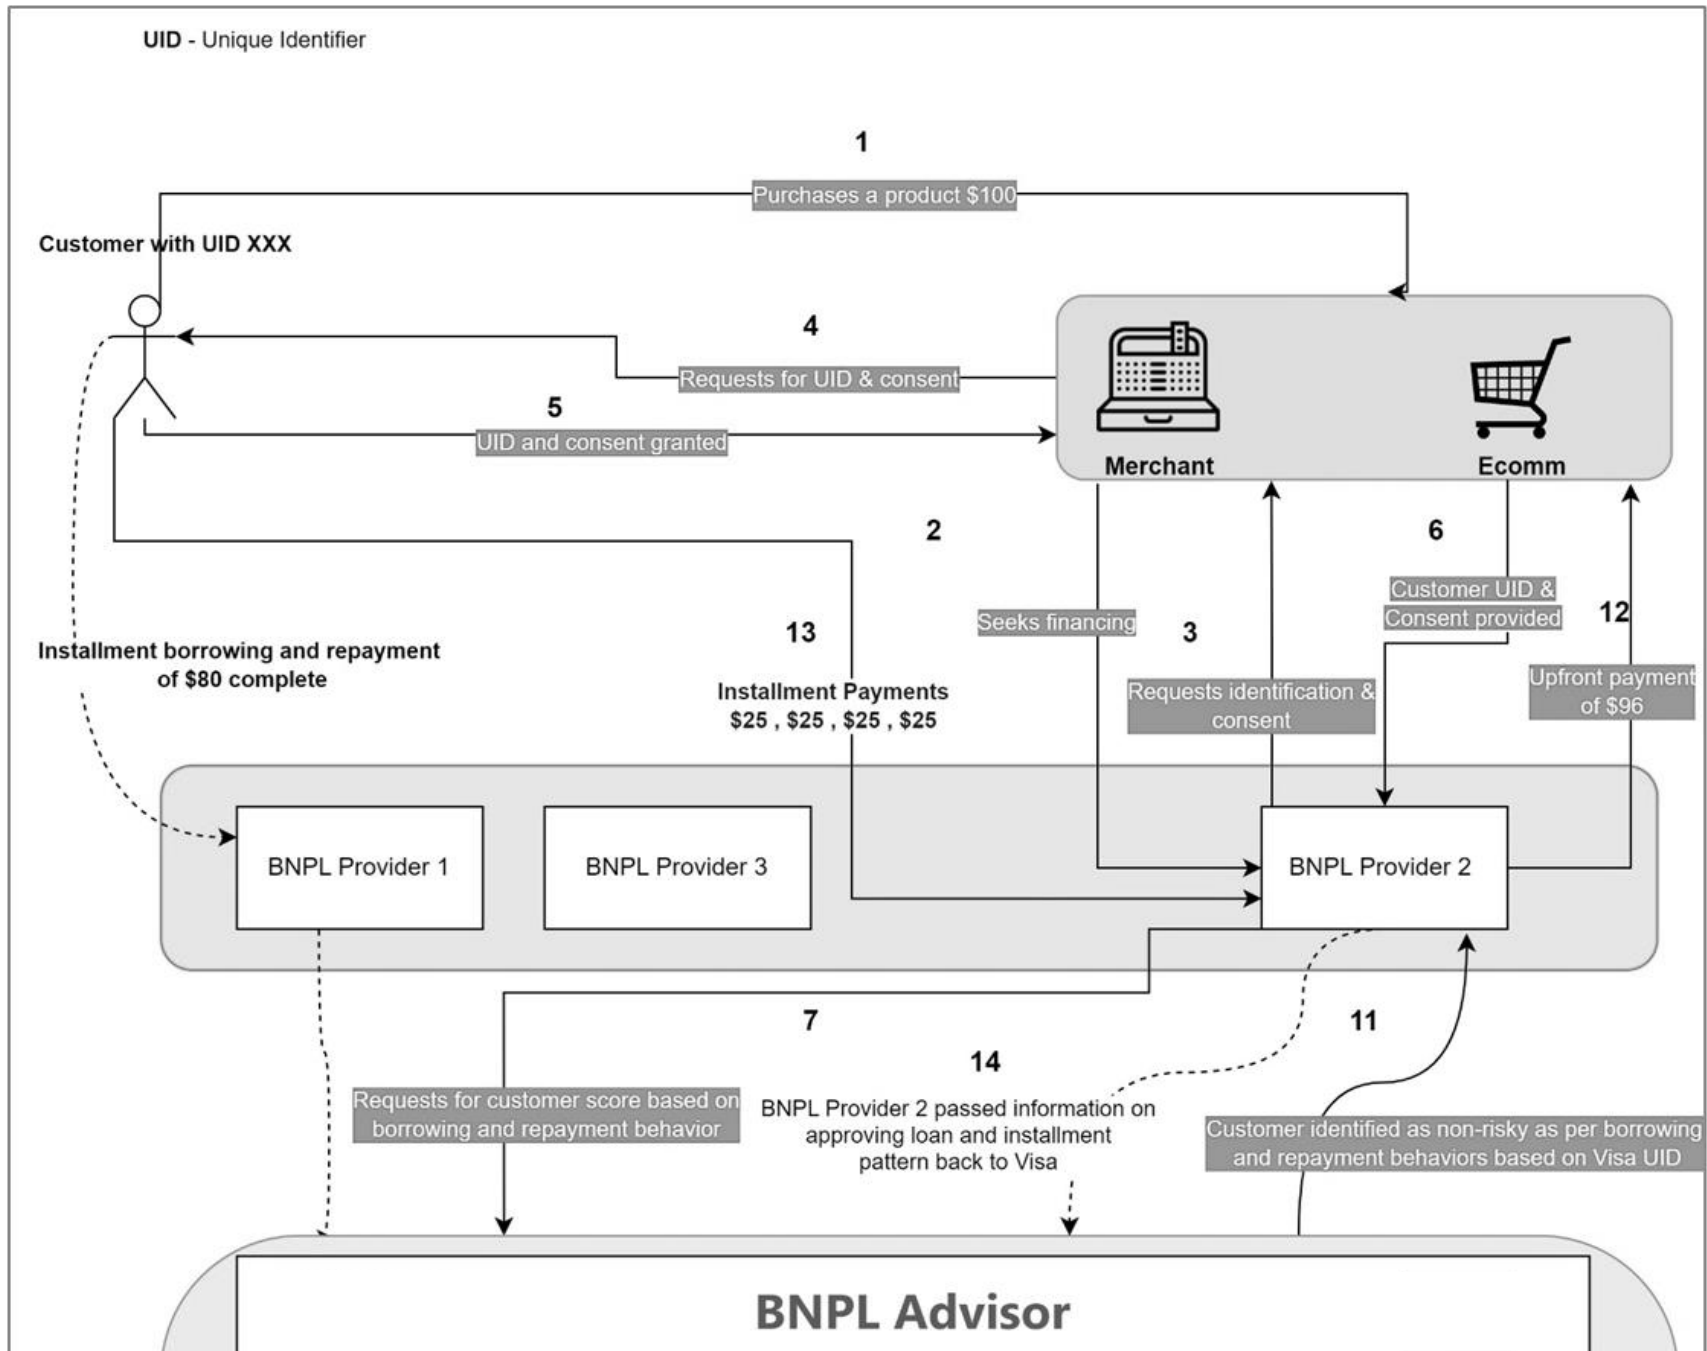 UID - Unique Identifier
1
Purchases a product $100
Customer with UID XXX
4
Requests for UID & consent
5
UID and consent granted
Merchant
Ecomm
2
6
Customer UID &
Consent provided
12
Seeks financing
3
13
Installment borrowing and repayment
of $80 complete
Installment Payments
$25 , $25 , $25 , $25
Requests identification &
consent
Upfront payment
of $96
BNPL Provider 1
BNPL Provider 3
BNPL Provider 2
7
11
14
Requests for customer score based on
borrowing and repayment behavior
BNPL Provider 2 passed information on
approving loan and installment
pattern back to Visa
Customer identified as non-risky as per borrowing
and repayment behaviors based on Visa UID
BNPL Advisor